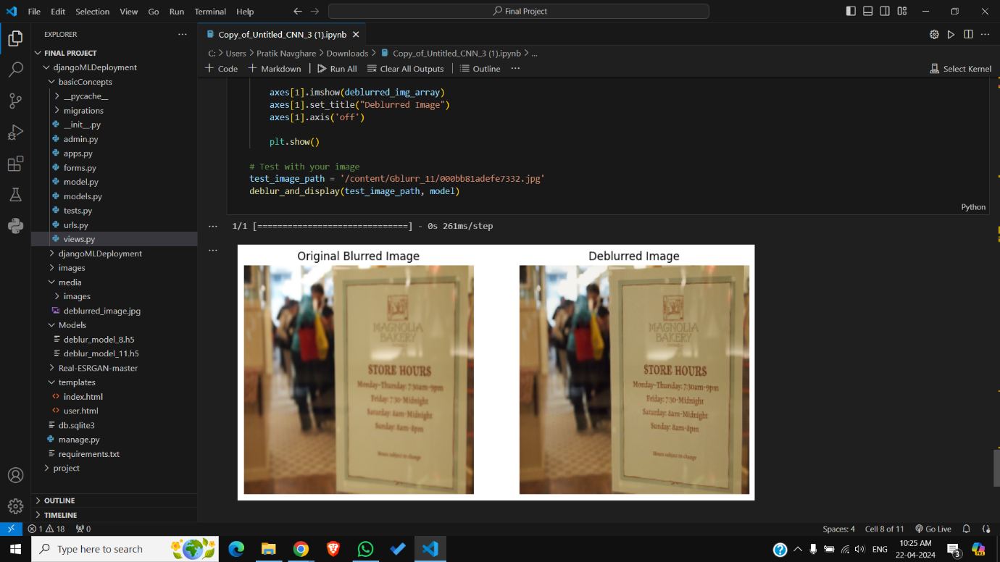 File Edit Selection View Go Run Terminal Help
Final Project
EXPLORER
FINAL PROJECT
djangoMLDeployment
basicConcepts
__pycache__
migrations
__init__.py
admin.py
apps.py
forms.py
model.py
models.py
tests.py
urls.py
views.py
djangoMLDeployment
images
media
images
deblurred_image.jpg
Models
deblur_model_8.h5
deblur_model_11.h5
Real-ESRGAN-master
templates
index.html
user.html
db.sqlite3
manage.py
requirements.txt
project
OUTLINE
TIMELINE
Copy_of_Untitled_CNN_3 (1).ipynb
C: > Users > Pratik Navghare > Downloads > Copy_of_Untitled_CNN_3 (1).ipynb > ...
+ Code + Markdown Run All Clear All Outputs Outline ... Select Kernel
axes[1].imshow(deblurred_img_array)
axes[1].set_title("Deblurred Image")
axes[1].axis('off')
plt.show()
# Test with your image
test_image_path = '/content/Gblurr_11/000bb81adefe7332.jpg'
deblur_and_display(test_image_path, model)
Python
1/1 [==============================] - 0s 261ms/step
Original Blurred Image
MAGNOLIA
BAKERY
STORE HOURS
Monday-Thursday: 7:30am-9pm
Friday: 7:30-Midnight
Saturday: 8am-Midnight
Sunday: 8am-8pm
Hours subject to change
Deblurred Image
MAGNOLIA
BAKERY
STORE HOURS
Monday-Thursday: 7:30am-9pm
Friday: 7:30-Midnight
Saturday: 8am-Midnight
Sunday: 8am-8pm
Hours subject to change
1 18 0
Spaces: 4 Cell 8 of 11 Go Live
Type here to search
ENG
10:25 AM
22-04-2024
3
PRE